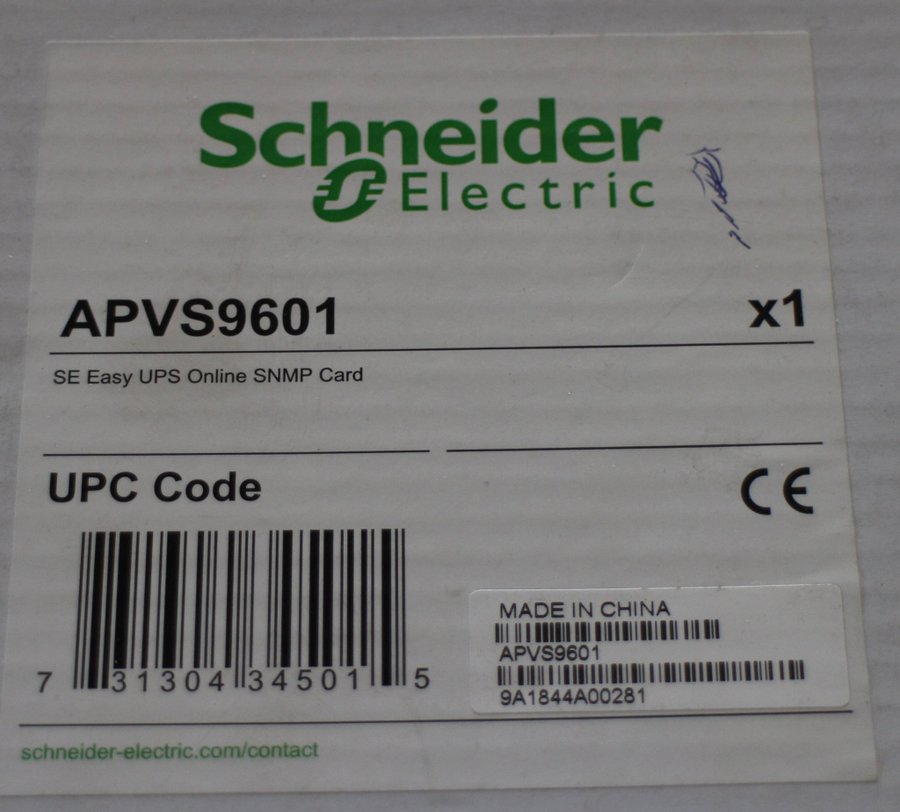 Schneider
Electric
APVS9601 x1
SE Easy UPS Online SNMP Card
UPC Code CE
7 31304 34501 5
MADE IN CHINA
APVS9601
9A1844A00281
schneider-electric.com/contact